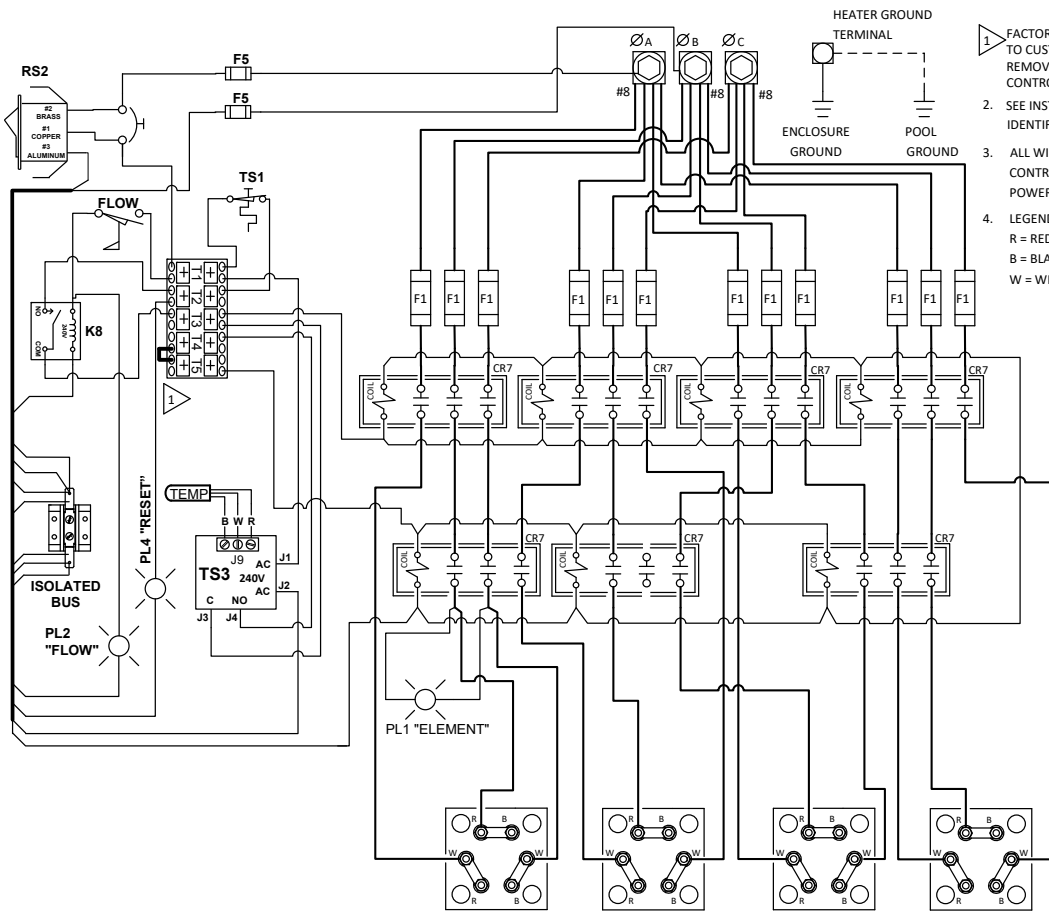 HEATER GROUND
TERMINAL
ØA
ØB
ØC
#8
#8
#8
ENCLOSURE
GROUND
POOL
GROUND
1
FACTOR
TO CUST
REMOV
CONTRO
2. SEE INST
IDENTIF
3. ALL WI
CONTR
POWER
4. LEGEND
R = RED
B = BLA
W = W
RS2
#2
BRASS
#1
COPPER
#3
ALUMINUM
F5
F5
TS1
FLOW
T1
T2
T3
T4
T5
NO
COM
240V
K8
1
F1
F1
F1
F1
F1
F1
F1
F1
F1
F1
F1
F1
COIL
CR7
COIL
CR7
COIL
CR7
COIL
CR7
COIL
CR7
COIL
CR7
COIL
CR7
TEMP
B W R
J9
AC
J1
TS3
240V
AC
J2
C
NO
J3
J4
ISOLATED
BUS
PL4 "RESET"
PL2
"FLOW"
PL1 "ELEMENT"
R B
W W
R B
R B
W W
R B
R B
W W
R B
R B
W W
R B